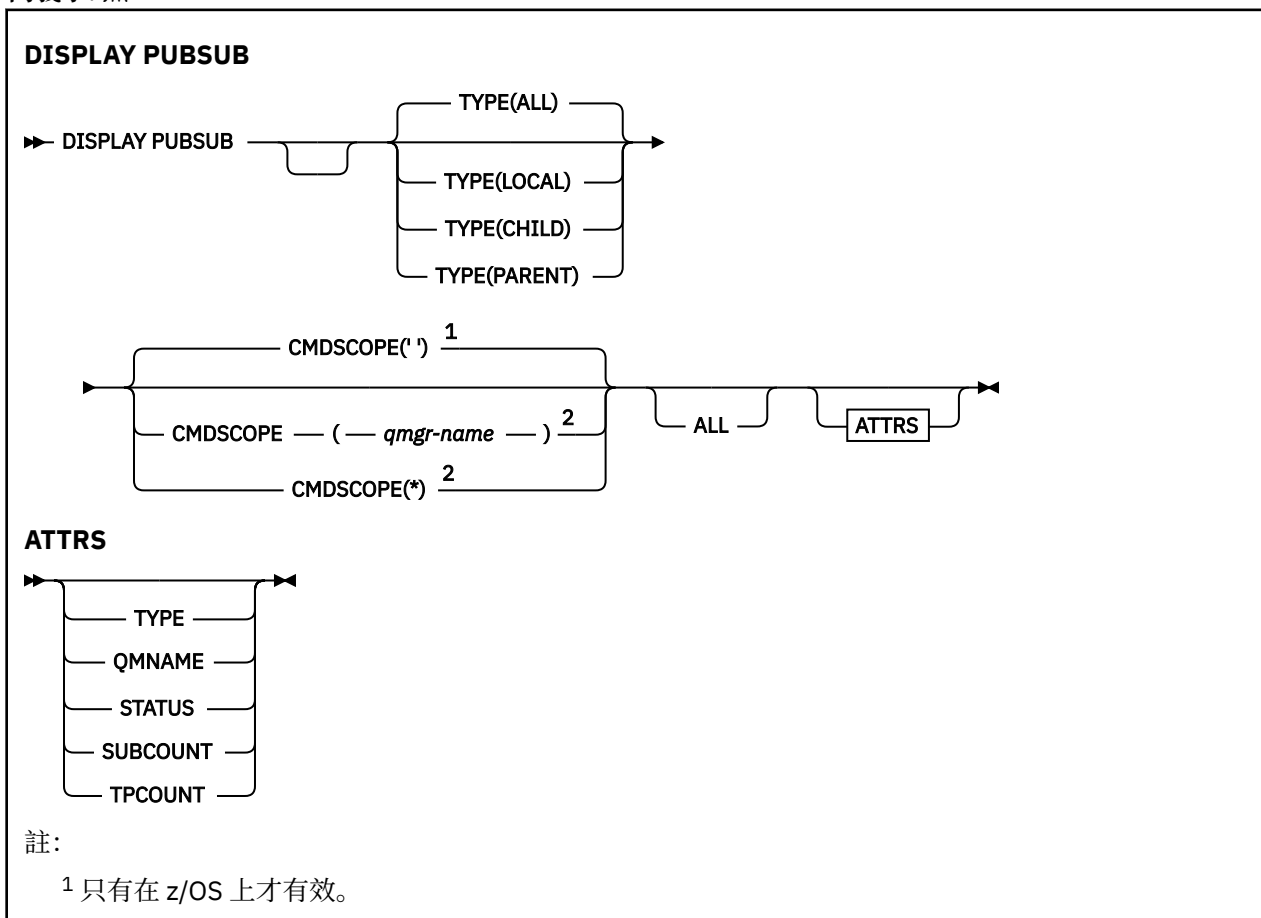 DISPLAY PUBSUB
DISPLAY PUBSUB
TYPE(ALL)
TYPE(LOCAL)
TYPE(CHILD)
TYPE(PARENT)
CMDSCOPE(' ') 1
CMDSCOPE ( qmgr-name ) 2
CMDSCOPE(*) 2
ALL
ATTRS
ATTRS
TYPE
QMNAME
STATUS
SUBCOUNT
TPCOUNT
註:
1 只有在 z/OS 上才有效。